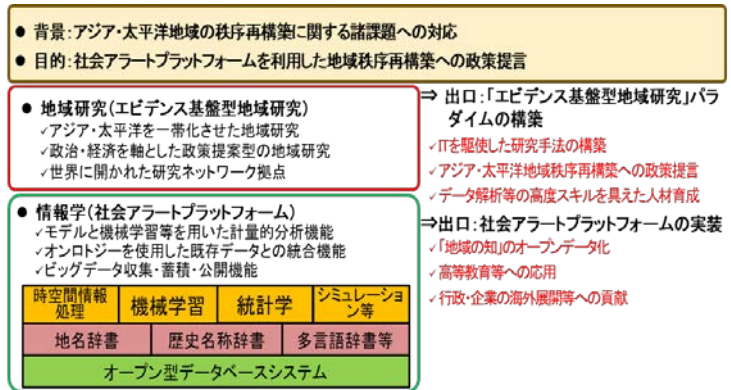 ● 背景:アジア・太平洋地域の秩序再構築に関する諸課題への対応
● 目的:社会アラートプラットフォームを利用した地域秩序再構築への政策提言
● 地域研究(エビデンス基盤型地域研究)
✓アジア・太平洋を一帯化させた地域研究
✓政治・経済を軸とした政策提案型の地域研究
✓世界に開かれた研究ネットワーク拠点
⇒ 出口:「エビデンス基盤型地域研究」パラ
ダイムの構築
✓ITを駆使した研究手法の構築
✓アジア・太平洋地域秩序再構築への政策提言
✓データ解析等の高度スキルを具えた人材育成
● 情報学(社会アラートプラットフォーム)
✓モデルと機械学習等を用いた計量的分析機能
✓オンロトジーを使用した既存データとの統合機能
✓ビッグデータ収集・蓄積・公開機能
⇒出口:社会アラートプラットフォームの実装
✓「地域の知」のオープンデータ化
✓高等教育等への応用
✓行政・企業の海外展開等への貢献
時空間情報
処理
機械学習
統計学
シミュレーショ
ン等
地名辞書
歴史名称辞書
多言語辞書等
オープン型データベースシステム